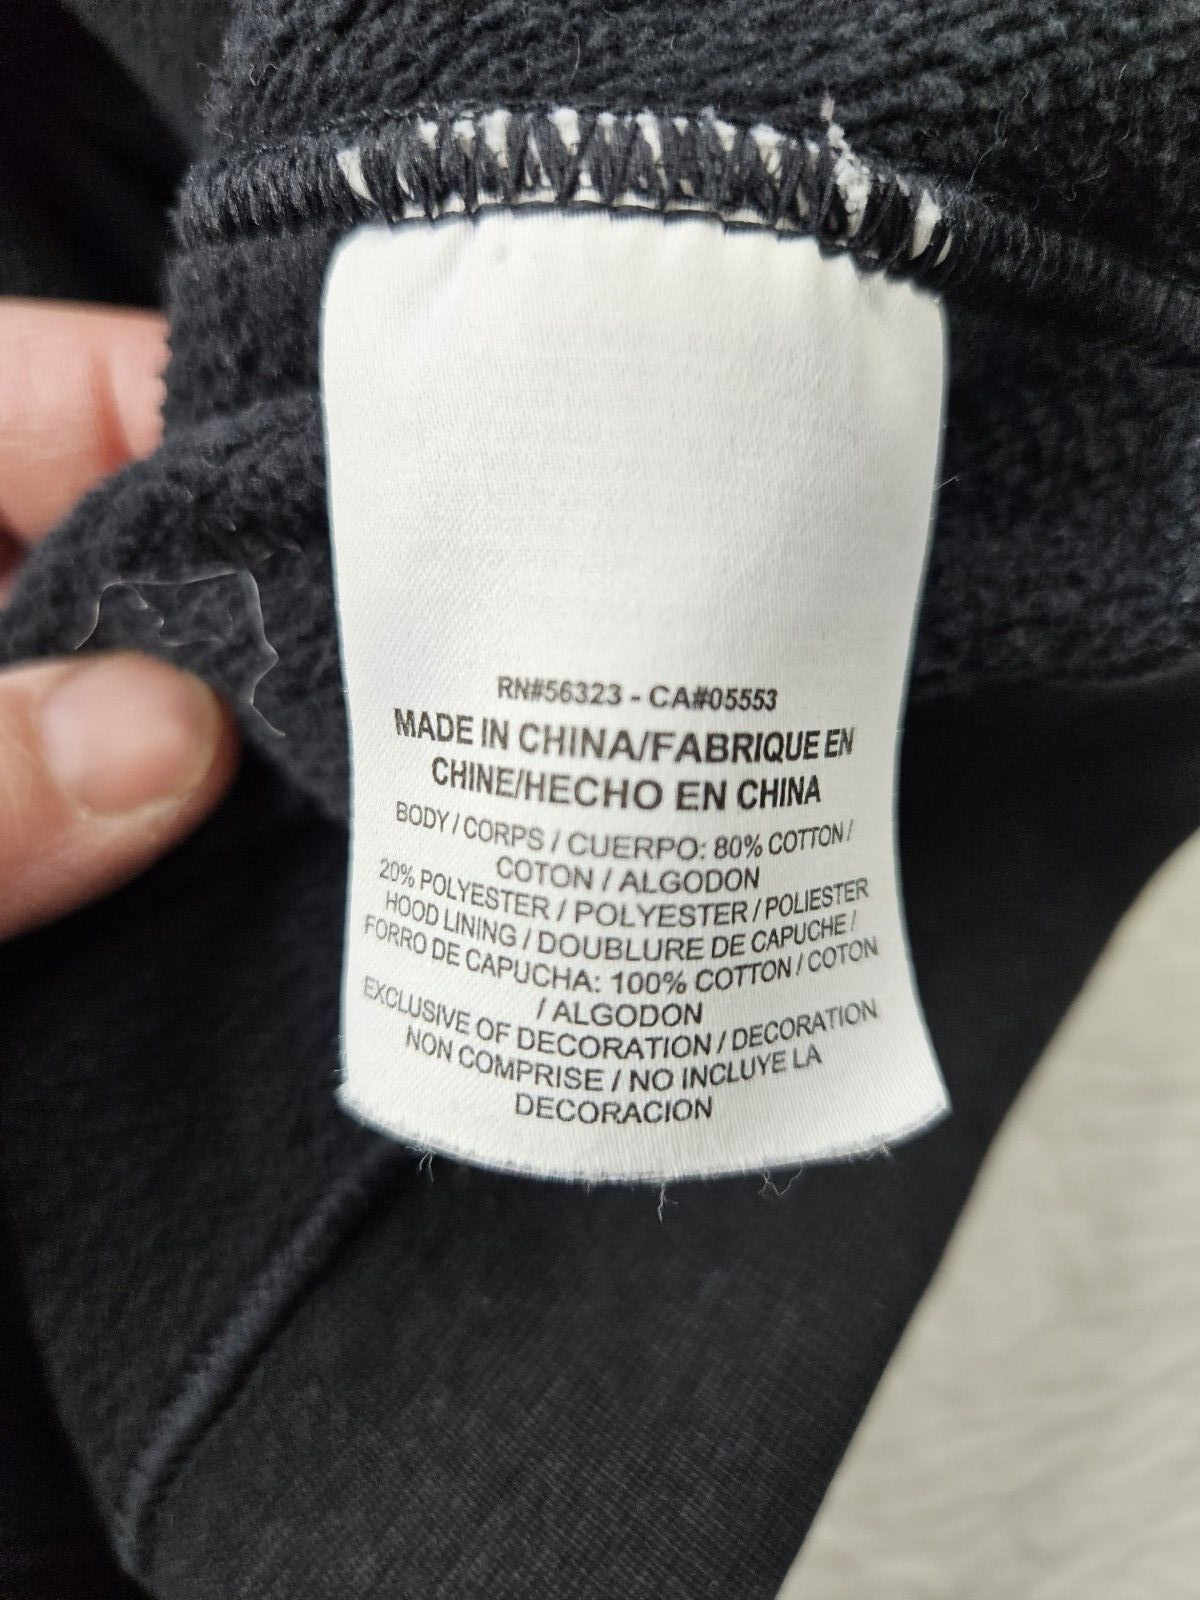 RN#56323 - CA#05553
MADE IN CHINA/FABRIQUE EN
CHINE/HECHO EN CHINA
BODY / CORPS / CUERPO: 80% COTTON /
COTON / ALGODON
20% POLYESTER / POLYESTER / POLIESTER
HOOD LINING / DOUBLURE DE CAPUCHE /
FORRO DE CAPUCHA: 100% COTTON / COTON
/ ALGODON
EXCLUSIVE OF DECORATION / DECORATION
NON COMPRISE / NO INCLUYE LA
DECORACION